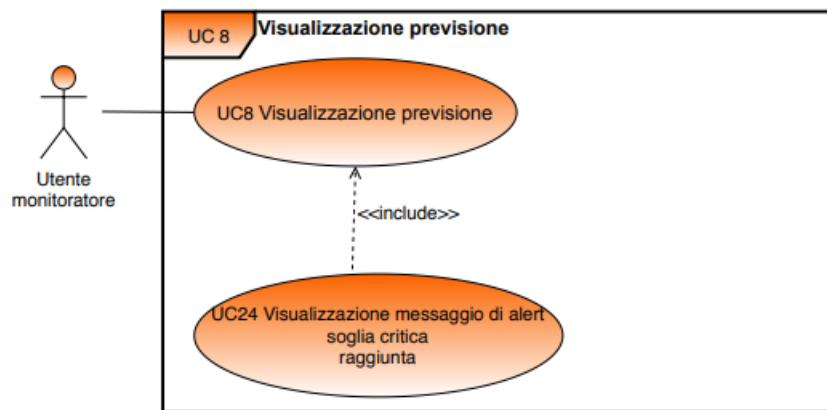 UC 8
Visualizzazione previsione
UC8 Visualizzazione previsione
Utente
monitoratore
<<include>>
UC24 Visualizzazione messaggio di alert
soglia critica
raggiunta